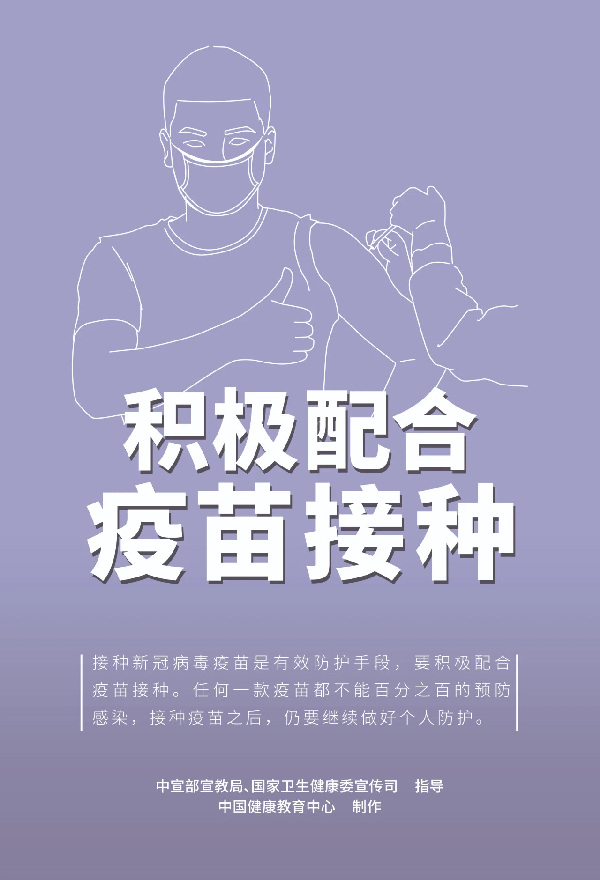 积极配合
疫苗接种
接种新冠病毒疫苗是有效防护手段，要积极配合
疫苗接种。任何一款疫苗都不能百分之百的预防
感染，接种疫苗之后，仍要继续做好个人防护。
中宣部宣教局、国家卫生健康委宣传司 指导
中国健康教育中心 制作